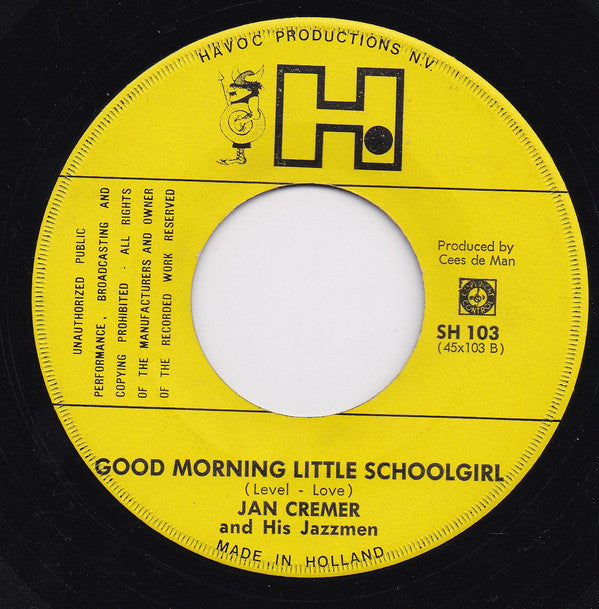 HAVOC PRODUCTIONS N.V.
H.
UNAUTHORIZED PUBLIC
PERFORMANCE, BROADCASTING AND
COPYING PROHIBITED · ALL RIGHTS
OF THE MANUFACTURERS AND OWNER
OF THE RECORDED WORK RESERVED
Produced by
Cees de Man
COPYRIGHT
CONTROL
SH 103
(45x103 B)
GOOD MORNING LITTLE SCHOOLGIRL
(Level - Love)
JAN CREMER
and His Jazzmen
MADE IN HOLLAND